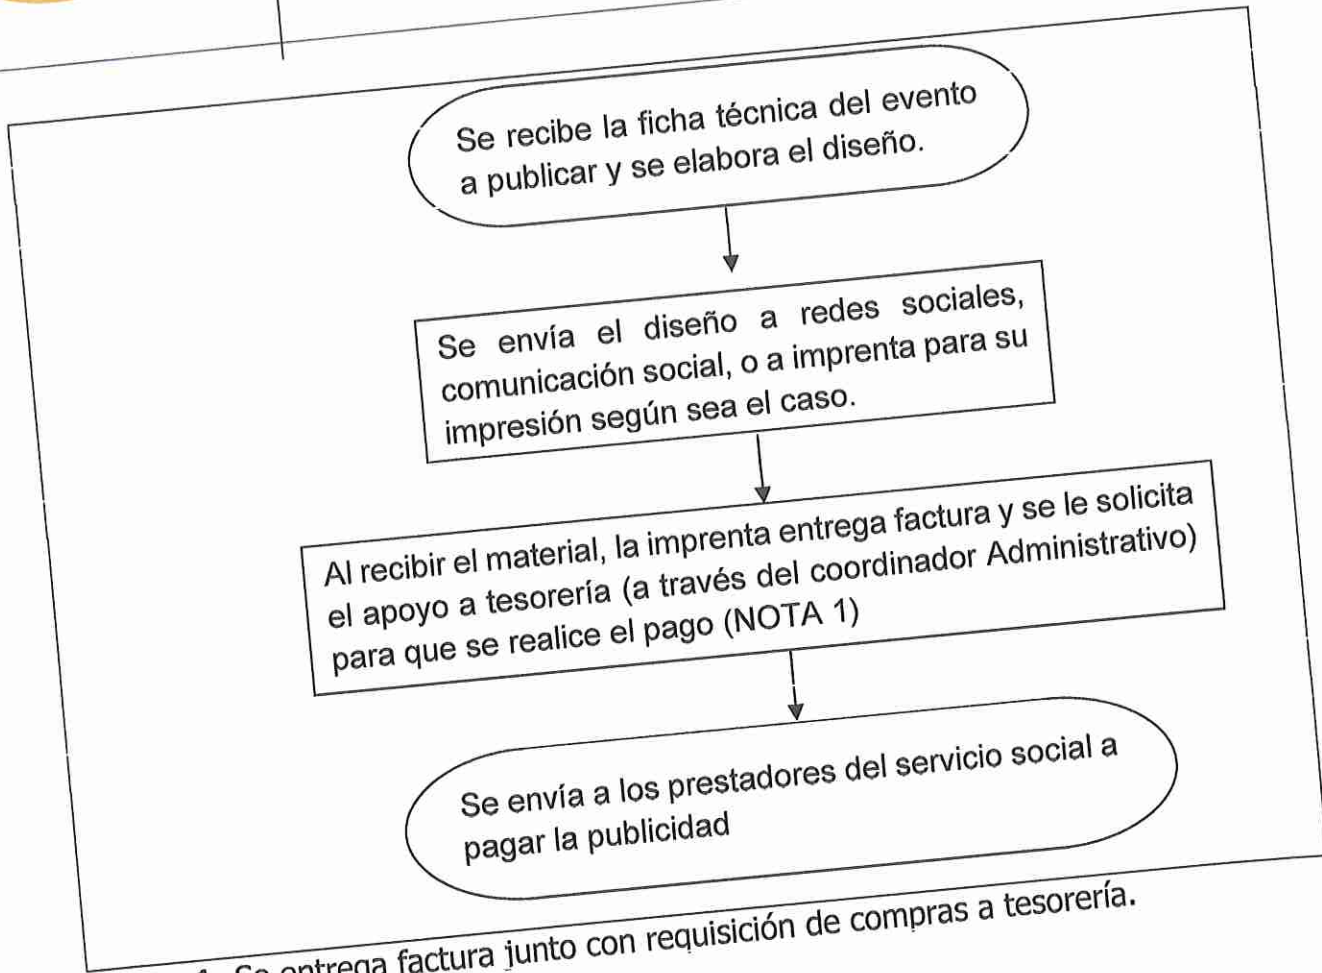 Se recibe la ficha técnica del evento
a publicar y se elabora el diseño.
Se envía el diseño a redes sociales,
comunicación social, o a imprenta para su
impresión según sea el caso.
Al recibir el material, la imprenta entrega factura y se le solicita
el apoyo a tesorería (a través del coordinador Administrativo)
para que se realice el pago (NOTA 1)
Se envía a los prestadores del servicio social a
pagar la publicidad
entrega factura junto con requisición de compras a tesorería.